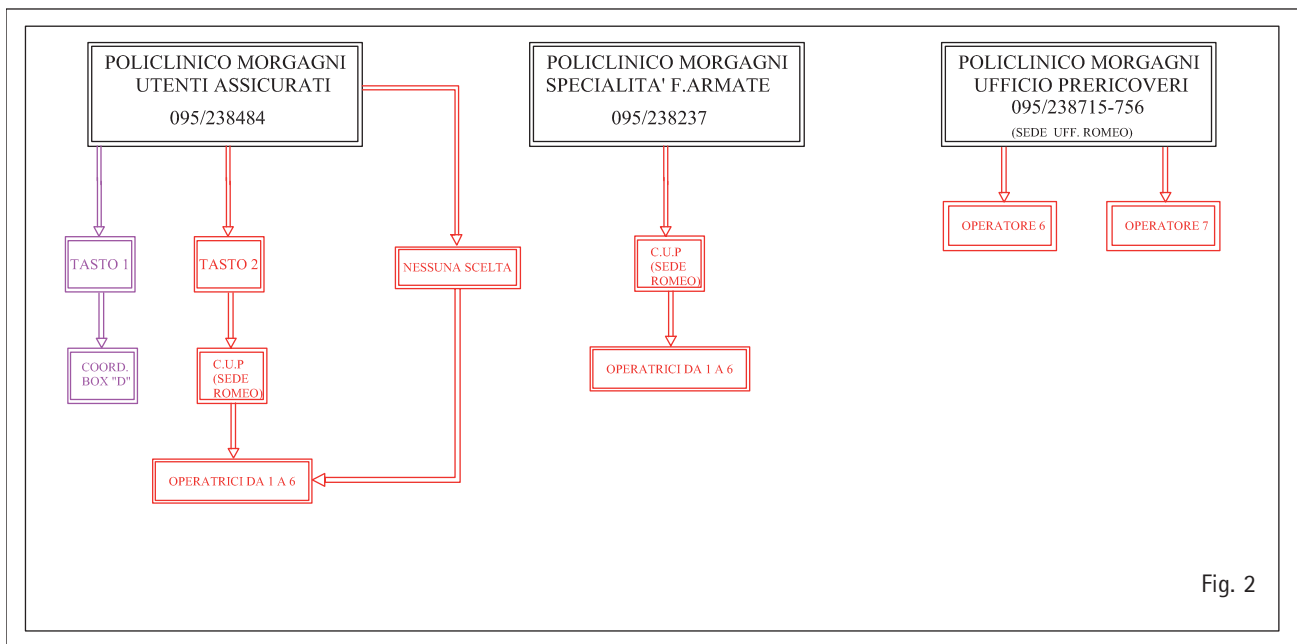 POLICLINICO MORGAGNI
UTENTI ASSICURATI
095/238484
TASTO 1
COORD.
BOX "D"
TASTO 2
C.U.P
(SEDE
ROMEO)
NESSUNA SCELTA
OPERATRICI DA 1 A 6
POLICLINICO MORGAGNI
SPECIALITA' F.ARMATE
095/238237
C.U.P
(SEDE
ROMEO)
OPERATRICI DA 1 A 6
POLICLINICO MORGAGNI
UFFICIO PRERICOVERI
095/238715-756
(SEDE UFF. ROMEO)
OPERATORE 6
OPERATORE 7
Fig. 2